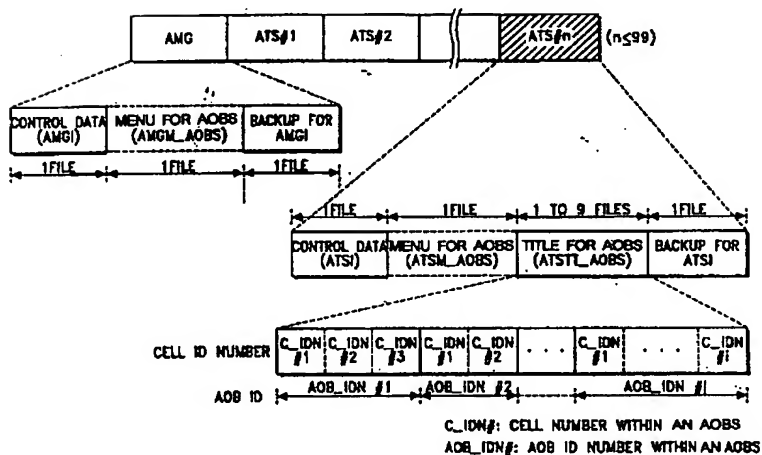 AMG ATS#1 ATS#2 ATS#n (n≤99)
CONTROL DATA (AMGI) MENU FOR AOBS (AMGM_AOBS) BACKUP FOR AMGI
1FILE 1FILE 1FILE
1FILE 1FILE 1 TO 9 FILES 1FILE
CONTROL DATA (ATSI) MENU FOR AOBS (ATSM_AOBS) TITLE FOR AOBS (ATSTT_AOBS) BACKUP FOR ATSI
CELL ID NUMBER C_IDN #1 C_IDN #2 C_IDN #3 C_IDN #1 C_IDN #2 · · · C_IDN #1 · · · · C_IDN #i
AOB ID AOB_IDN #1 AOB_IDN #2 AOB_IDN #j
C_IDN#: CELL NUMBER WITHIN AN AOBS
AOB_IDN#: AOB ID NUMBER WITHIN AN AOBS